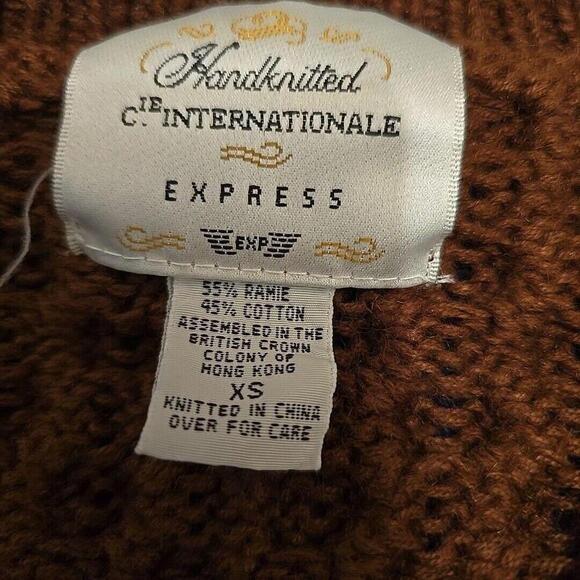 Handknitted
C.IE INTERNATIONALE
EXPRESS
EXP
55% RAMIE
45% COTTON
ASSEMBLED IN THE
BRITISH CROWN
COLONY OF
HONG KONG
XS
KNITTED IN CHINA
OVER FOR CARE